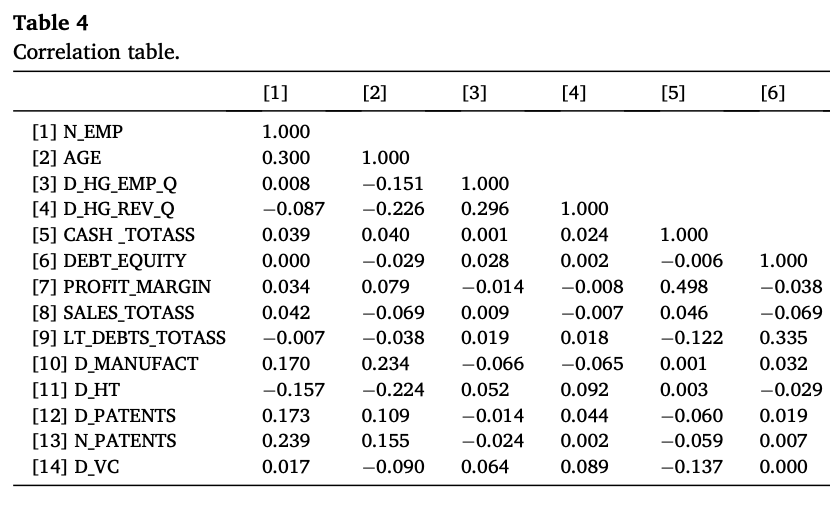 Table 4
Correlation table.
[1] [2] [3] [4] [5] [6]
[1] N_EMP 1.000
[2] AGE 0.300 1.000
[3] D_HG_EMP_Q 0.008 −0.151 1.000
[4] D_HG_REV_Q −0.087 −0.226 0.296 1.000
[5] CASH _TOTASS 0.039 0.040 0.001 0.024 1.000
[6] DEBT_EQUITY 0.000 −0.029 0.028 0.002 −0.006 1.000
[7] PROFIT_MARGIN 0.034 0.079 −0.014 −0.008 0.498 −0.038
[8] SALES_TOTASS 0.042 −0.069 0.009 −0.007 0.046 −0.069
[9] LT_DEBTS_TOTASS −0.007 −0.038 0.019 0.018 −0.122 0.335
[10] D_MANUFACT 0.170 0.234 −0.066 −0.065 0.001 0.032
[11] D_HT −0.157 −0.224 0.052 0.092 0.003 −0.029
[12] D_PATENTS 0.173 0.109 −0.014 0.044 −0.060 0.019
[13] N_PATENTS 0.239 0.155 −0.024 0.002 −0.059 0.007
[14] D_VC 0.017 −0.090 0.064 0.089 −0.137 0.000